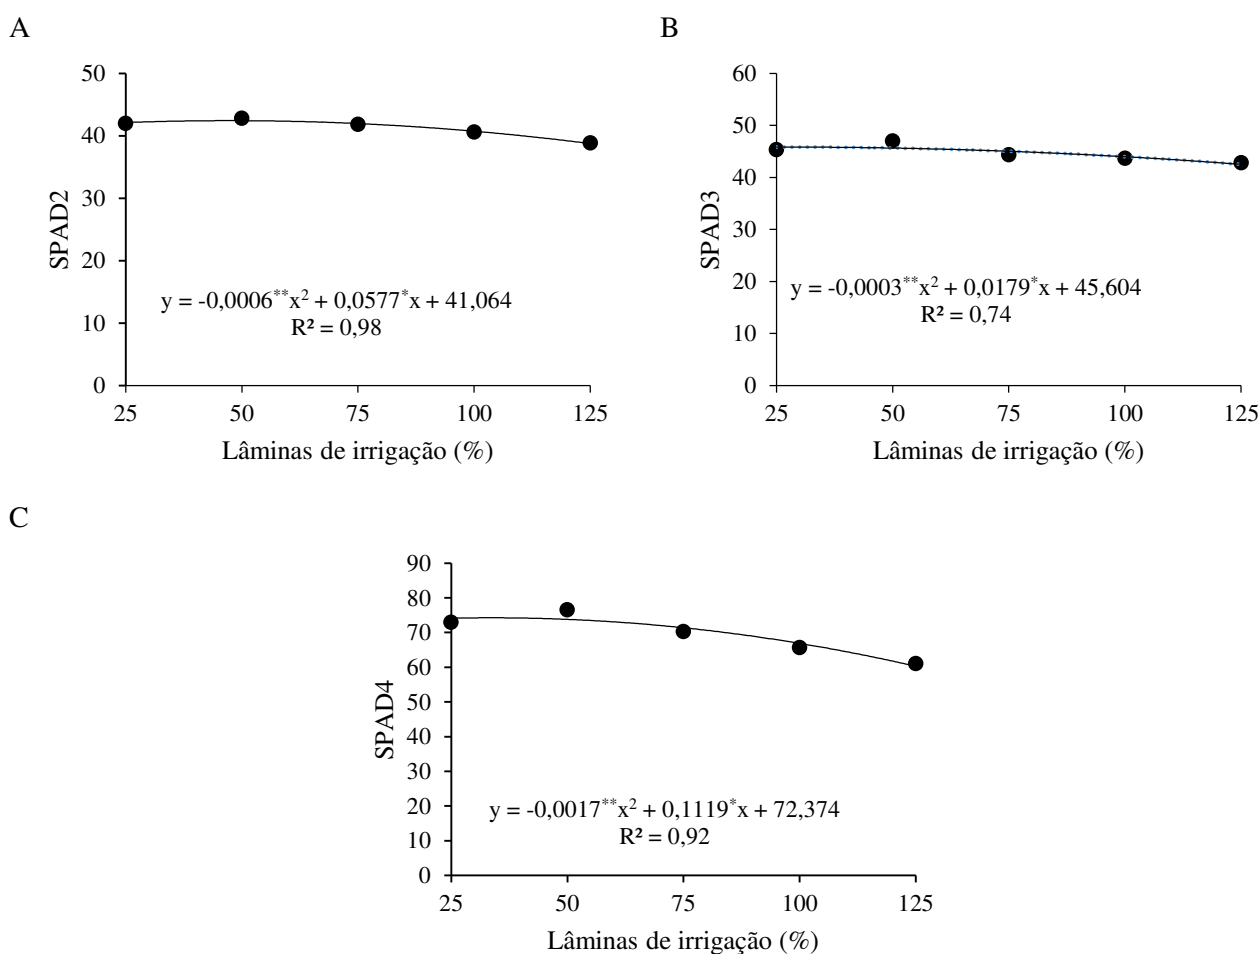 A
50
40
30
20
10
0
SPAD2
y = -0,0006**x² + 0,0577*x + 41,064
R² = 0,98
25 50 75 100 125
Lâminas de irrigação (%)
B
60
50
40
30
20
10
0
SPAD3
y = -0,0003**x² + 0,0179*x + 45,604
R² = 0,74
25 50 75 100 125
Lâminas de irrigação (%)
C
90
80
70
60
50
40
30
20
10
0
SPAD4
y = -0,0017**x² + 0,1119*x + 72,374
R² = 0,92
25 50 75 100 125
Lâminas de irrigação (%)